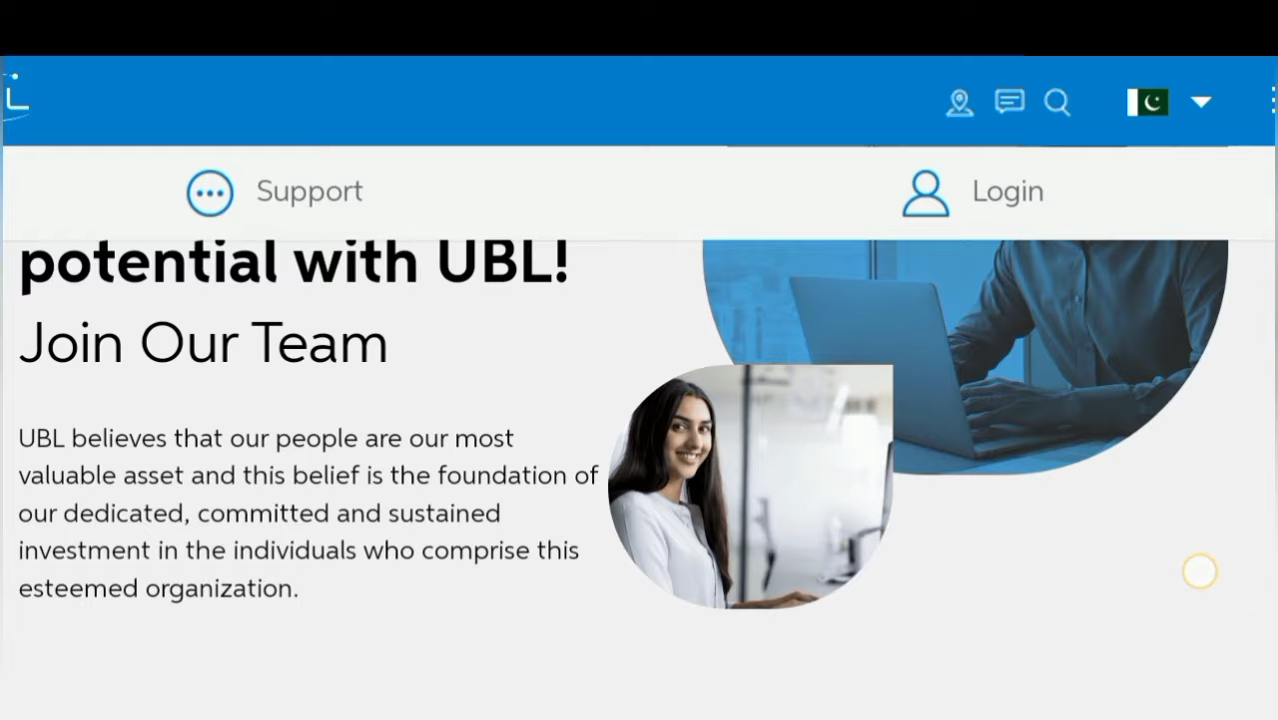 Support
Login
potential with UBL!
Join Our Team
UBL believes that our people are our most
valuable asset and this belief is the foundation of
our dedicated, committed and sustained
investment in the individuals who comprise this
esteemed organization.